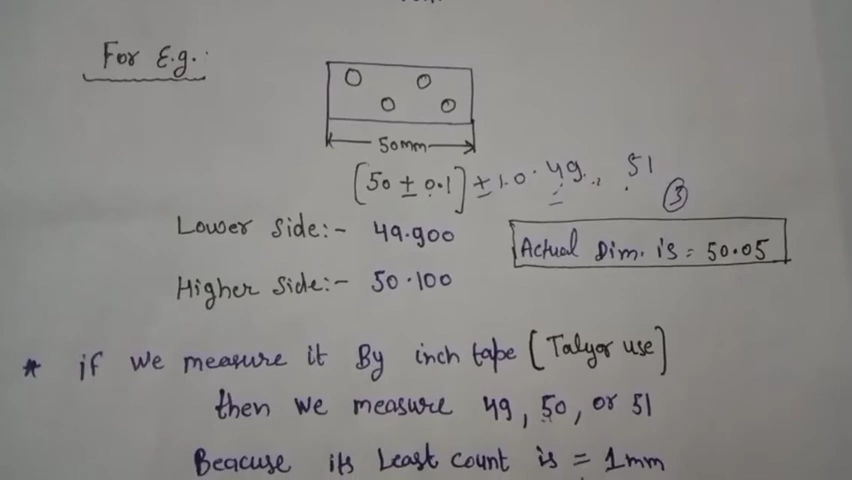 For E.g.:
50mm
[50 ± 0.1] ± 1.0. 49., 51
3
Lower Side:- 49.900
Actual Dim. is = 50.05
Higher Side:- 50.100
* if we measure it By inch tape [Talyor use]
then we measure 49, 50, or 51
Beacuse its Least count is = 1mm